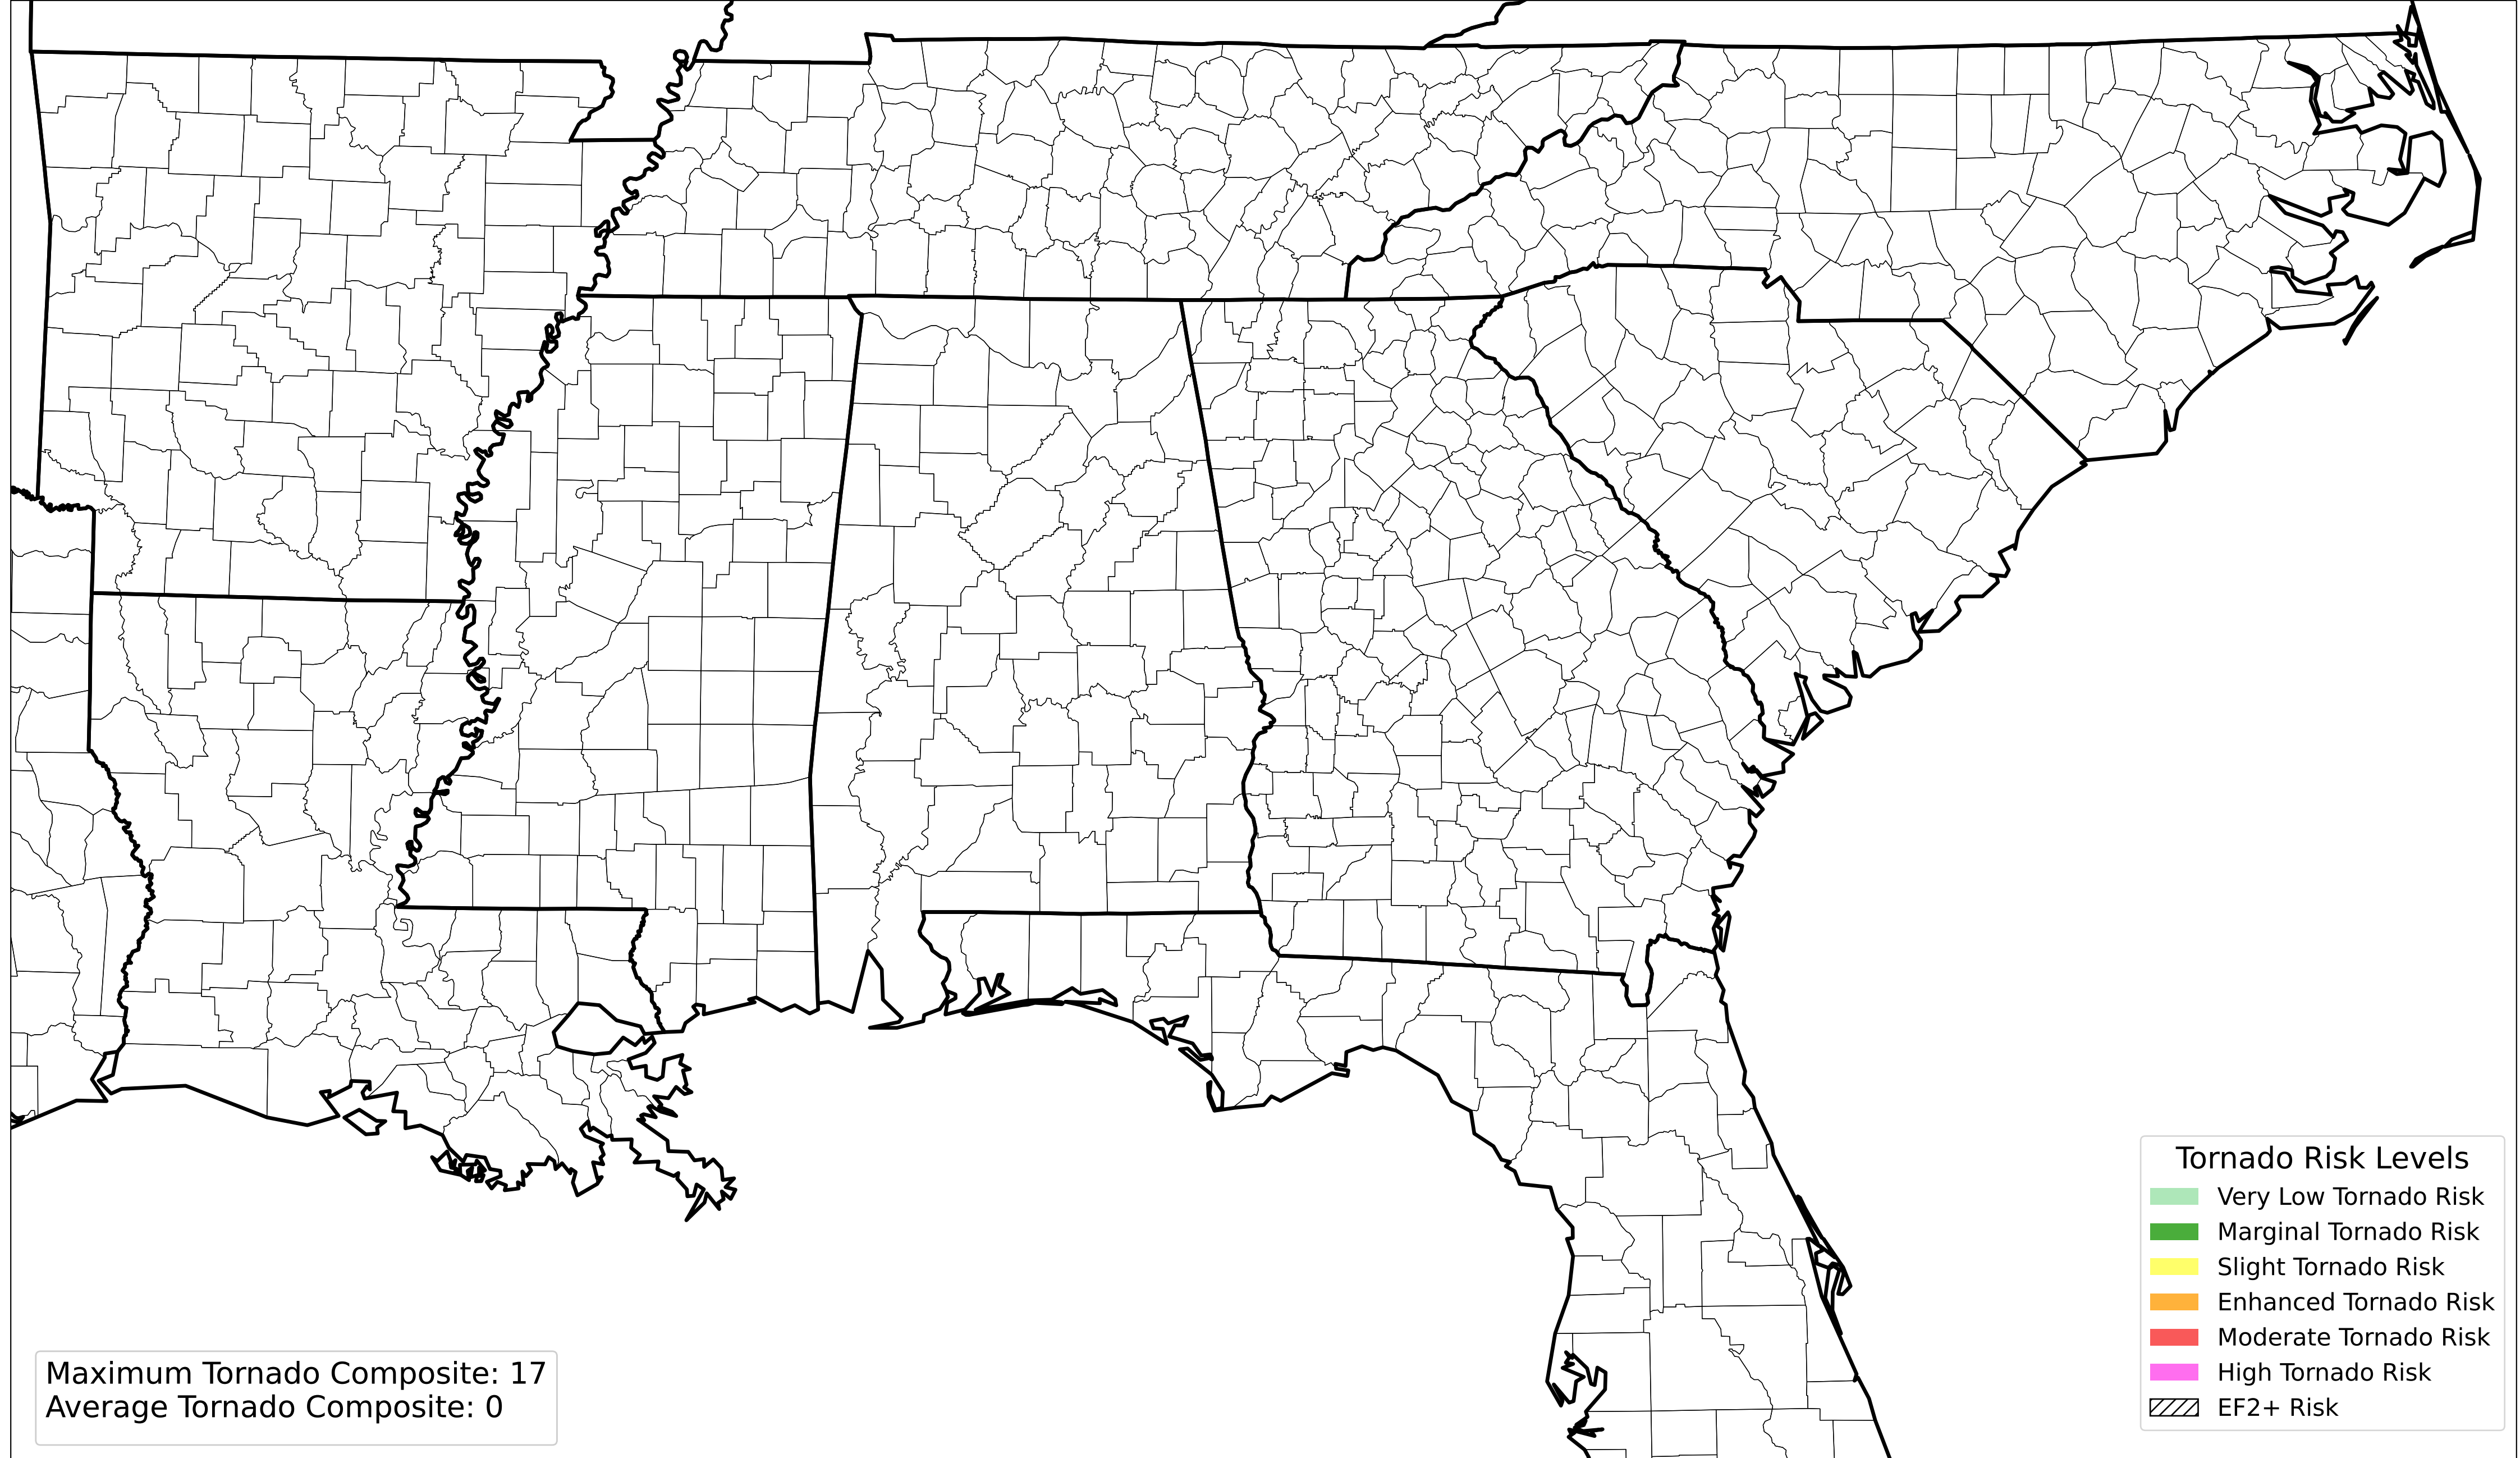 Tornado Risk Levels
Very Low Tornado Risk
Marginal Tornado Risk
Slight Tornado Risk
Enhanced Tornado Risk
Moderate Tornado Risk
High Tornado Risk
EF2+ Risk
Maximum Tornado Composite: 17
Average Tornado Composite: 0